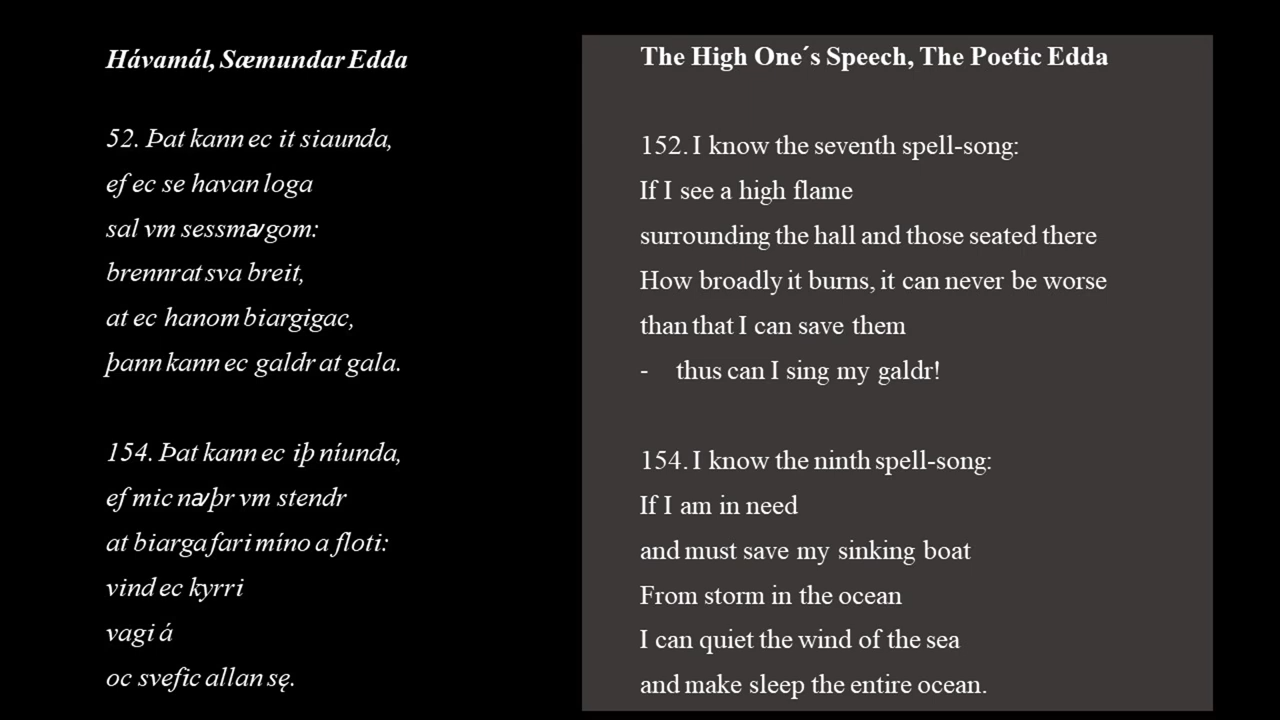 Hávamál, Sæmundar Edda
52. Þat kann ec it siaunda,
ef ec se havan loga
sal vm sessmꜹgom:
brennrat sva breit,
at ec hanom biargigac,
þann kann ec galdr at gala.
154. Þat kann ec iþ níunda,
ef mic nꜹþr vm stendr
at biarga fari míno a floti:
vind ec kyrri
vagi á
oc svefic allan sę.
The High One´s Speech, The Poetic Edda
152. I know the seventh spell-song:
If I see a high flame
surrounding the hall and those seated there
How broadly it burns, it can never be worse
than that I can save them
- thus can I sing my galdr!
154. I know the ninth spell-song:
If I am in need
and must save my sinking boat
From storm in the ocean
I can quiet the wind of the sea
and make sleep the entire ocean.